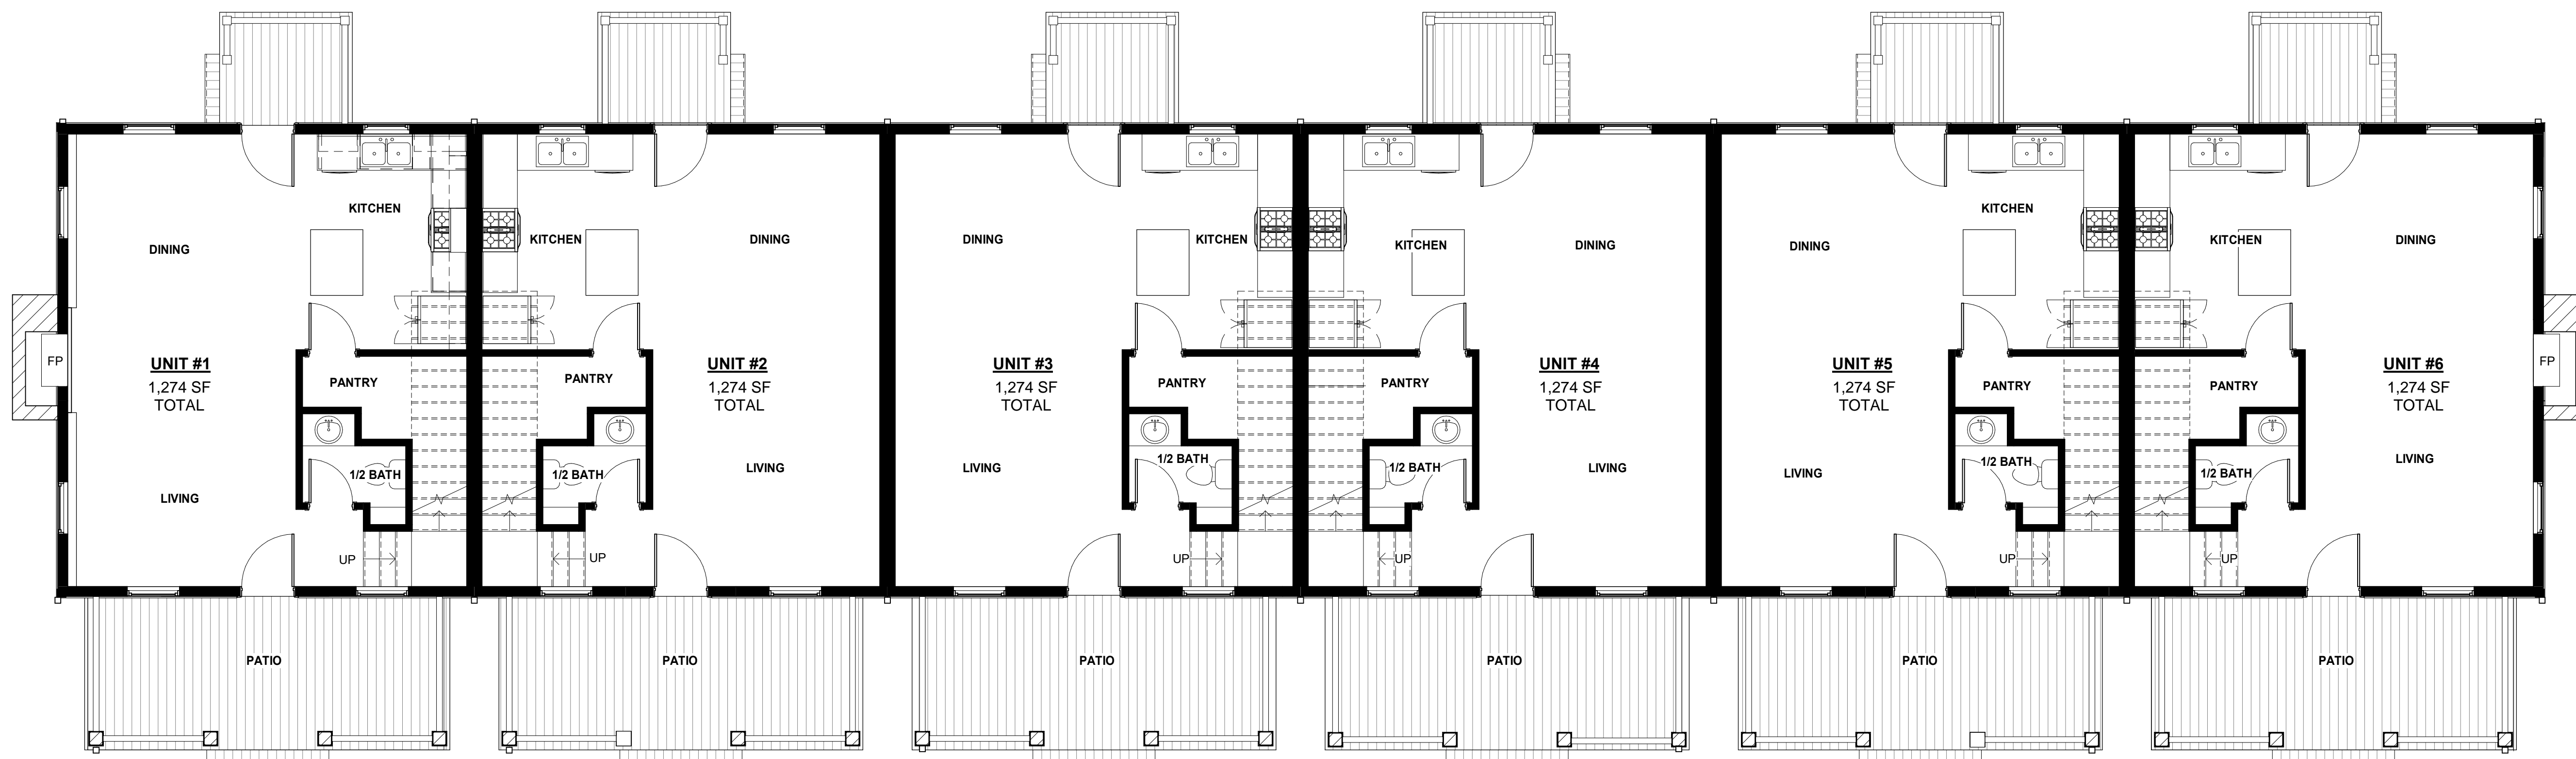 KITCHEN
DINING
FP
UNIT #1
1,274 SF
TOTAL
PANTRY
1/2 BATH
LIVING
UP
PATIO
KITCHEN
DINING
UNIT #2
1,274 SF
TOTAL
PANTRY
1/2 BATH
LIVING
UP
PATIO
DINING
KITCHEN
UNIT #3
1,274 SF
TOTAL
PANTRY
1/2 BATH
LIVING
UP
PATIO
KITCHEN
DINING
UNIT #4
1,274 SF
TOTAL
PANTRY
1/2 BATH
LIVING
UP
PATIO
KITCHEN
DINING
UNIT #5
1,274 SF
TOTAL
PANTRY
1/2 BATH
LIVING
UP
PATIO
KITCHEN
DINING
UNIT #6
1,274 SF
TOTAL
FP
PANTRY
1/2 BATH
LIVING
UP
PATIO